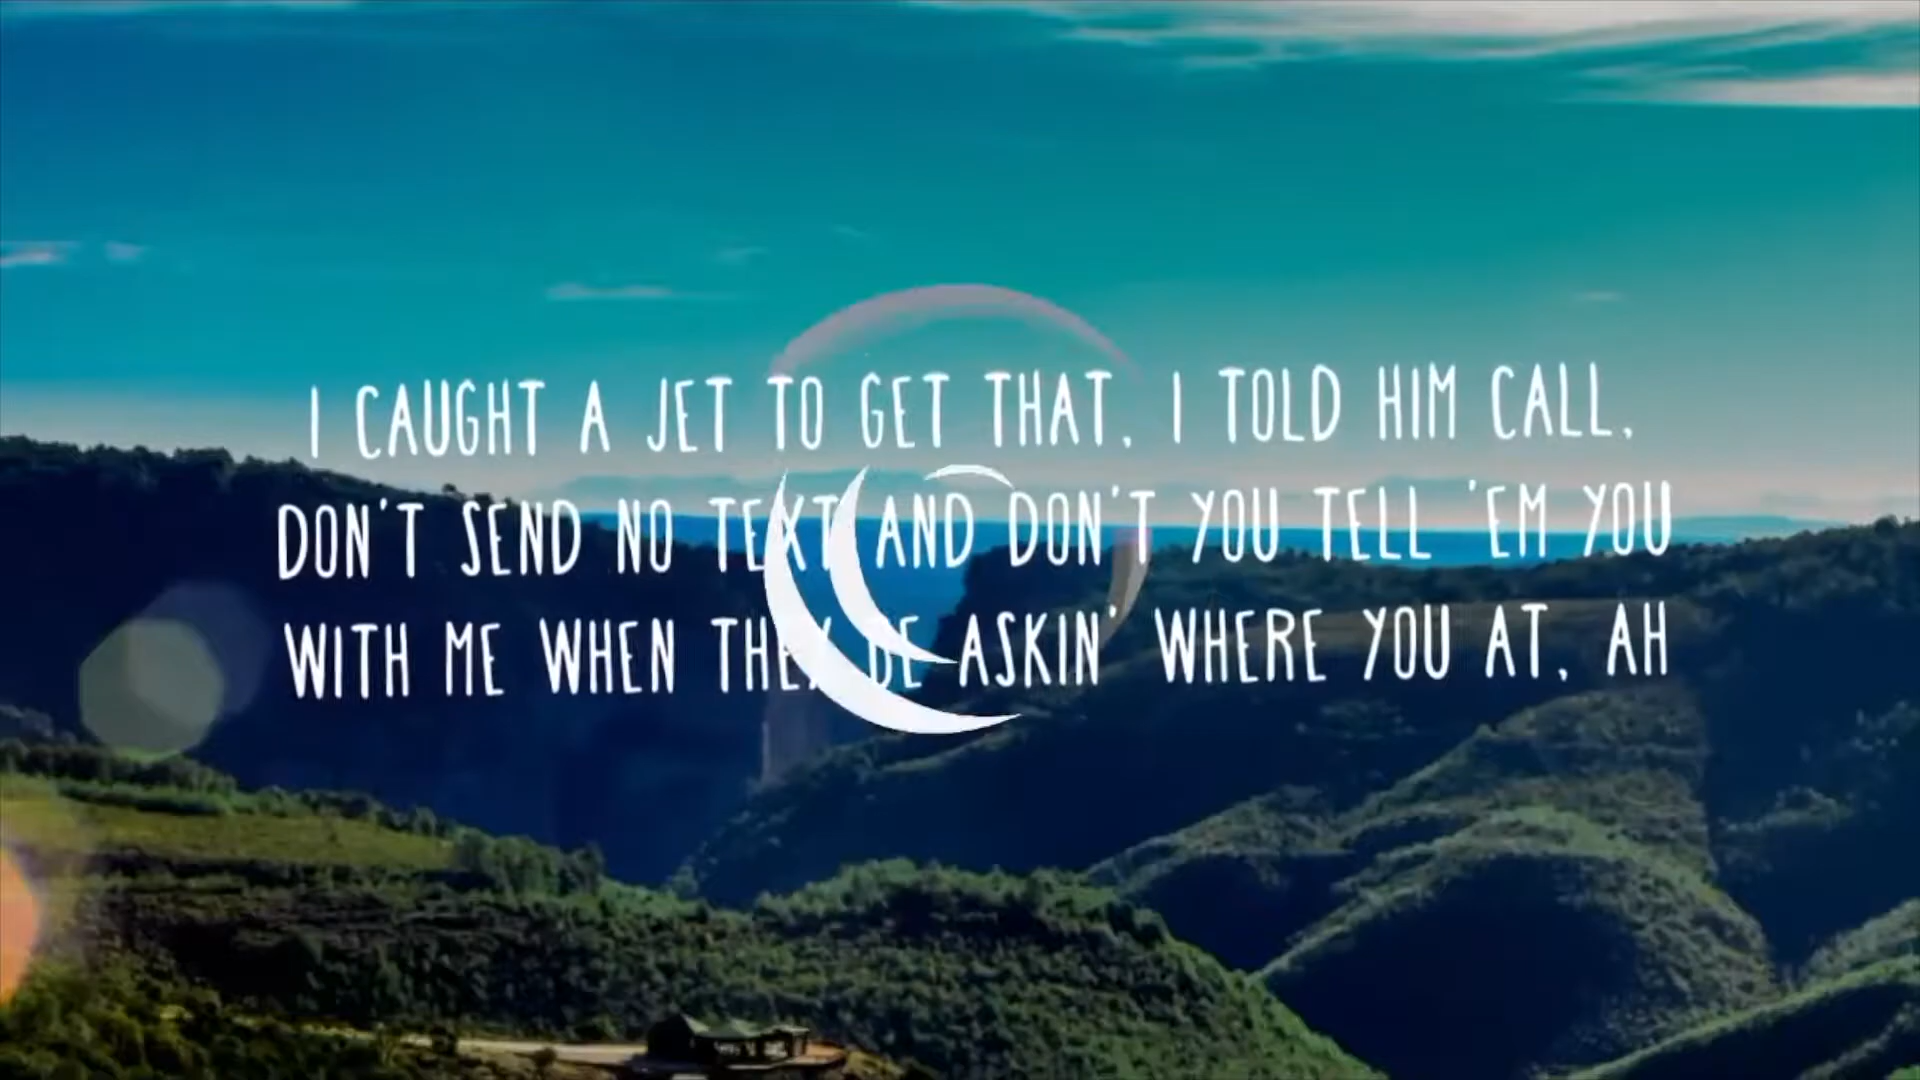 I CAUGHT A JET TO GET THAT, I TOLD HIM CALL,
DON'T SEND NO TEXT AND DON'T YOU TELL 'EM YOU
WITH ME WHEN THEY BE ASKIN' WHERE YOU AT, AH